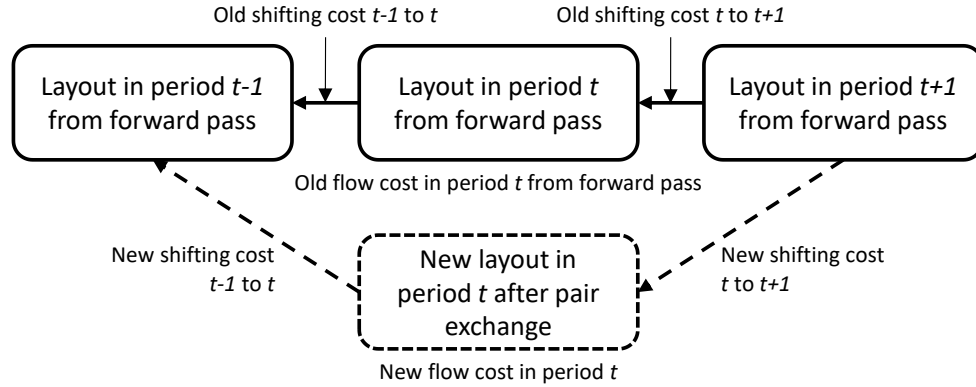 Old shifting cost t-1 to t
Old shifting cost t to t+1
Layout in period t-1
from forward pass
Layout in period t
from forward pass
Layout in period t+1
from forward pass
Old flow cost in period t from forward pass
New shifting cost
t-1 to t
New layout in
period t after pair
exchange
New shifting cost
t to t+1
New flow cost in period t